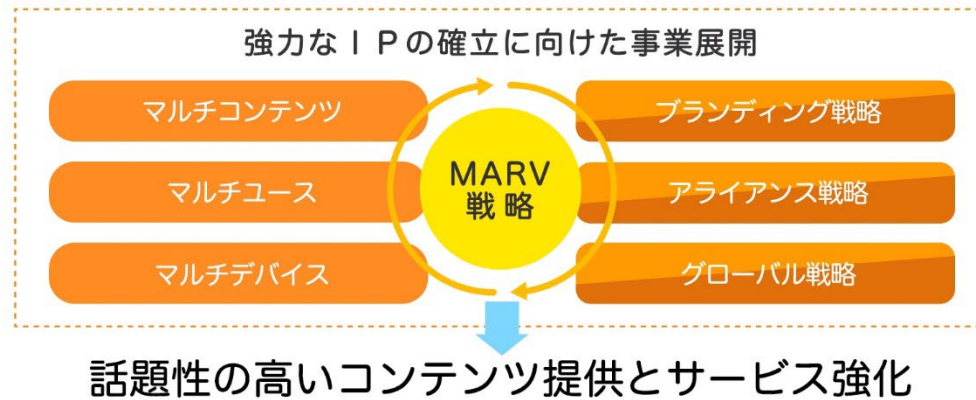 強力なＩＰの確立に向けた事業展開
マルチコンテンツ
マルチユース
マルチデバイス
MARV
戦略
ブランディング戦略
アライアンス戦略
グローバル戦略
話題性の高いコンテンツ提供とサービス強化